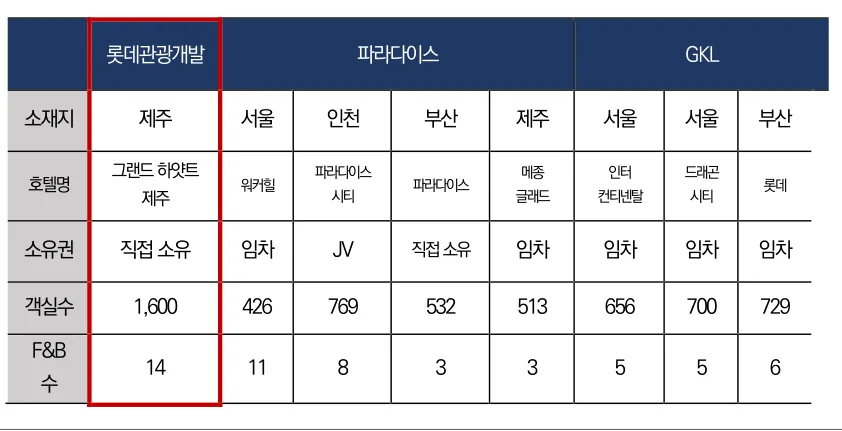 롯데관광개발 파라다이스 GKL
소재지 제주 서울 인천 부산 제주 서울 서울 부산
호텔명 그랜드 하얏트 제주 워커힐 파라다이스 시티 파라다이스 메종 글래드 인터 컨티넨탈 드래곤 시티 롯데
소유권 직접 소유 임차 JV 직접 소유 임차 임차 임차 임차
객실수 1,600 426 769 532 513 656 700 729
F&B 수 14 11 8 3 3 5 5 6